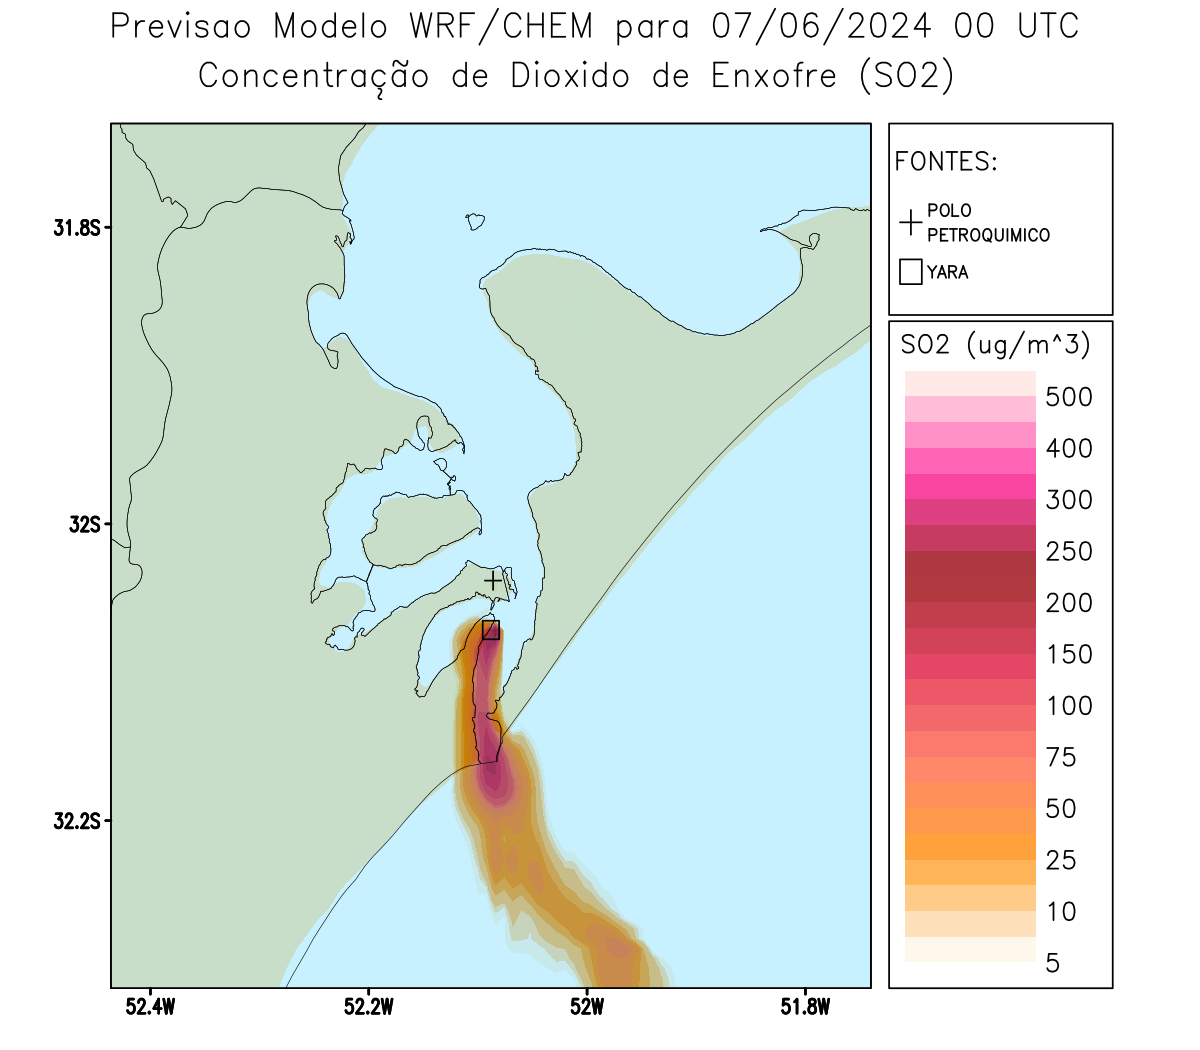 Previsao Modelo WRF/CHEM para 07/06/2024 00 UTC
Concentração de Dioxido de Enxofre (SO2)
FONTES:
POLO
PETROQUIMICO
YARA
SO2 (ug/m^3)
500
400
300
250
200
150
100
75
50
25
10
5
31.8S
32S
32.2S
52.4W
52.2W
52W
51.8W